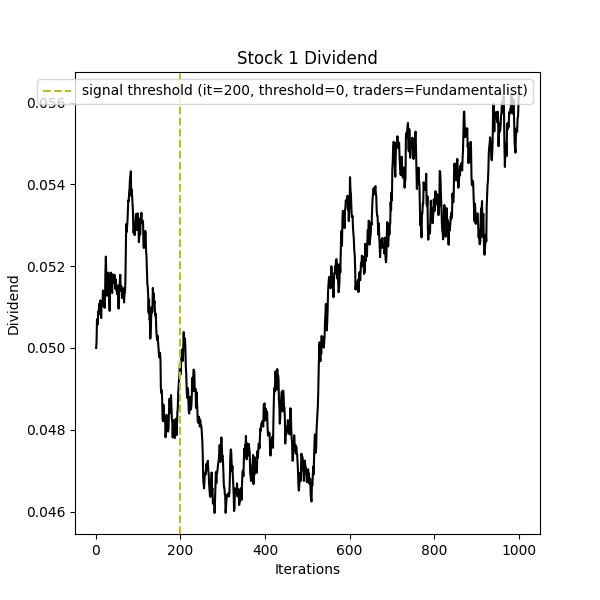 Stock 1 Dividend
signal threshold (it=200, threshold=0, traders=Fundamentalist)
0.056
0.054
0.052
0.050
0.048
0.046
Dividend
0 200 400 600 800 1000
Iterations